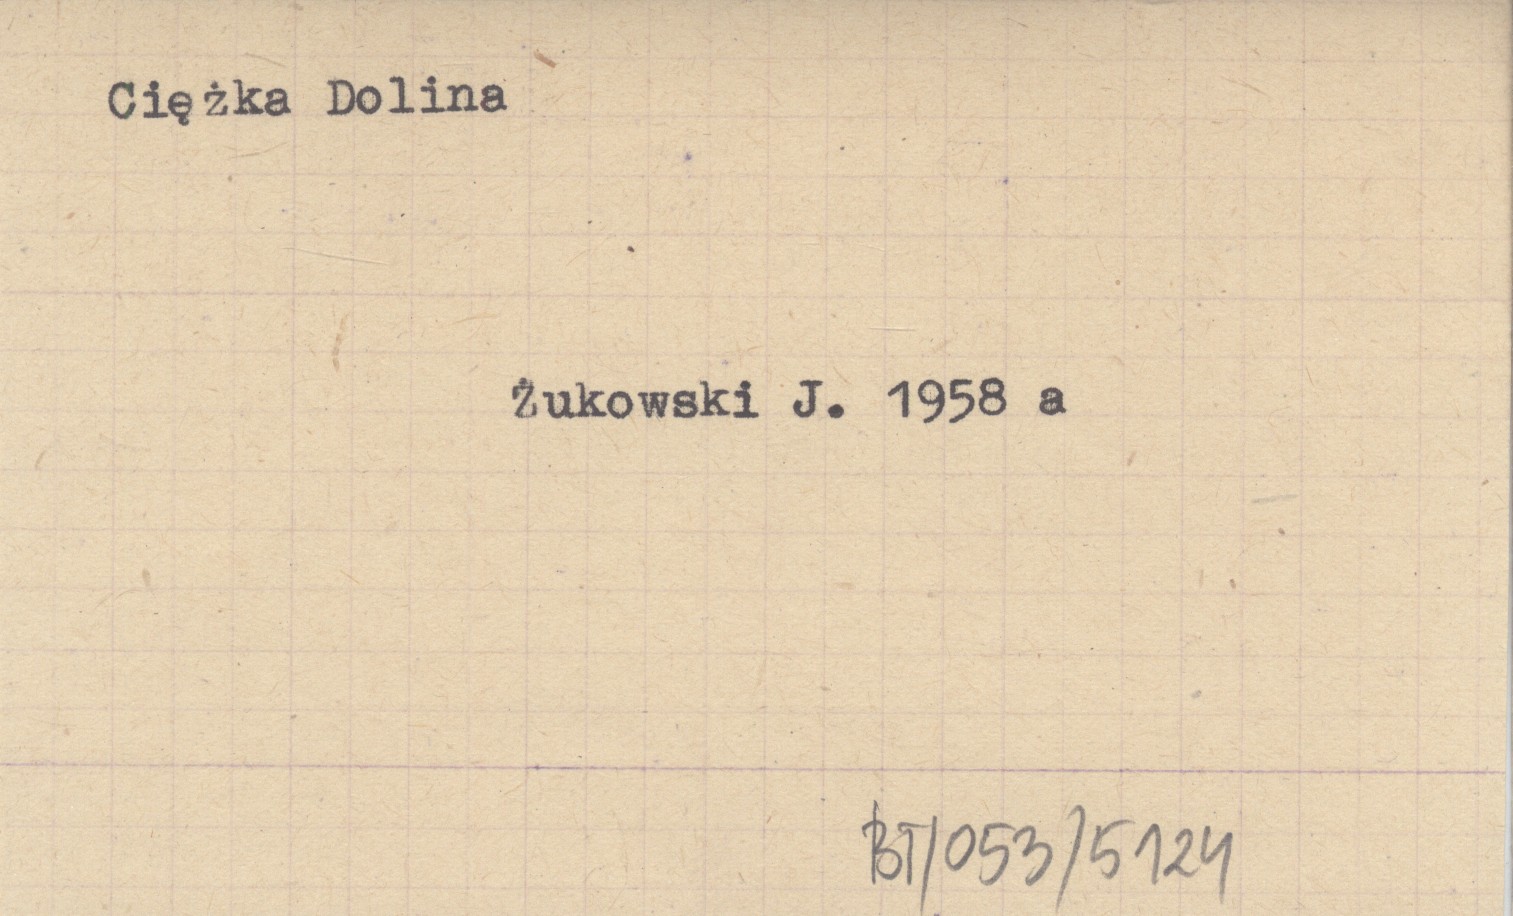 Ciężka Dolina
Żukowski J. 1958 a
BT/053/5124